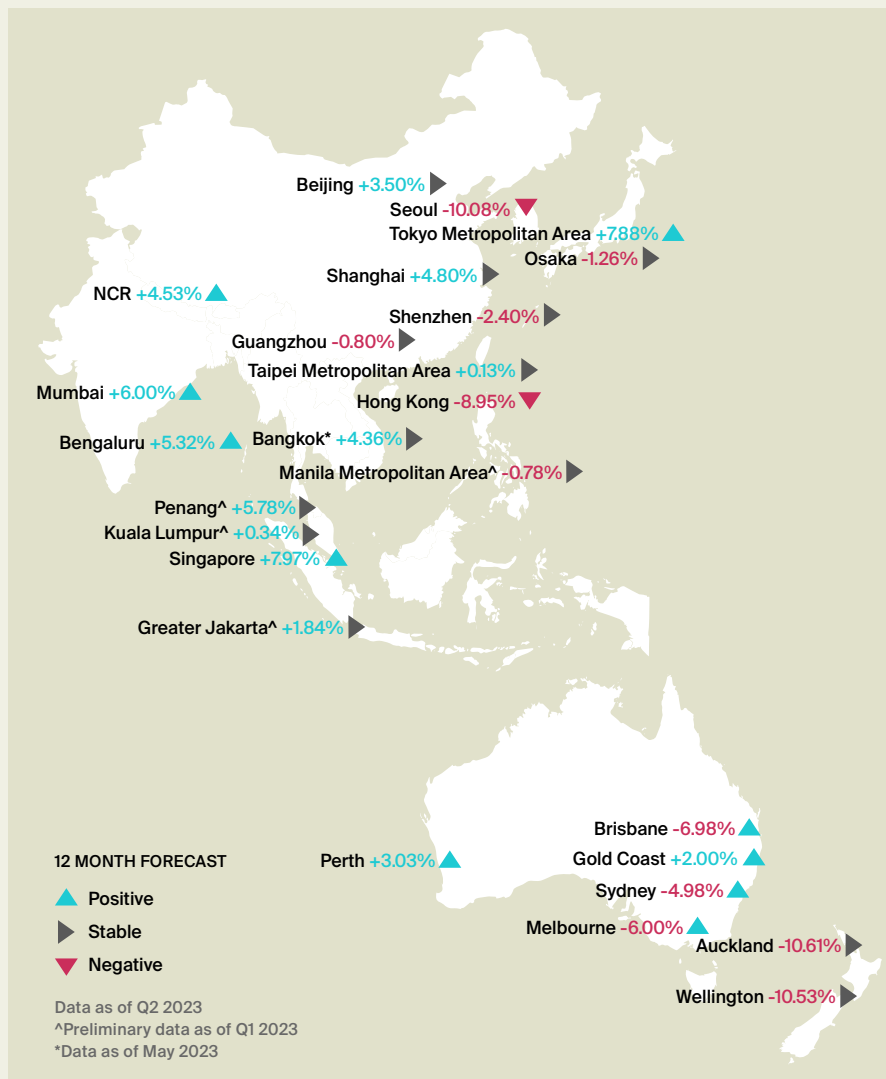 Beijing +3.50%
Seoul -10.08%
Tokyo Metropolitan Area +7.88%
Osaka -1.26%
Shanghai +4.80%
NCR +4.53%
Shenzhen -2.40%
Guangzhou -0.80%
Taipei Metropolitan Area +0.13%
Mumbai +6.00%
Hong Kong -8.95%
Bengaluru +5.32%
Bangkok* +4.36%
Manila Metropolitan Area^ -0.78%
Penang^ +5.78%
Kuala Lumpur^ +0.34%
Singapore +7.97%
Greater Jakarta^ +1.84%
Brisbane -6.98%
Perth +3.03%
Gold Coast +2.00%
Sydney -4.98%
Melbourne -6.00%
Auckland -10.61%
Wellington -10.53%
12 MONTH FORECAST
Positive
Stable
Negative
Data as of Q2 2023
^Preliminary data as of Q1 2023
*Data as of May 2023